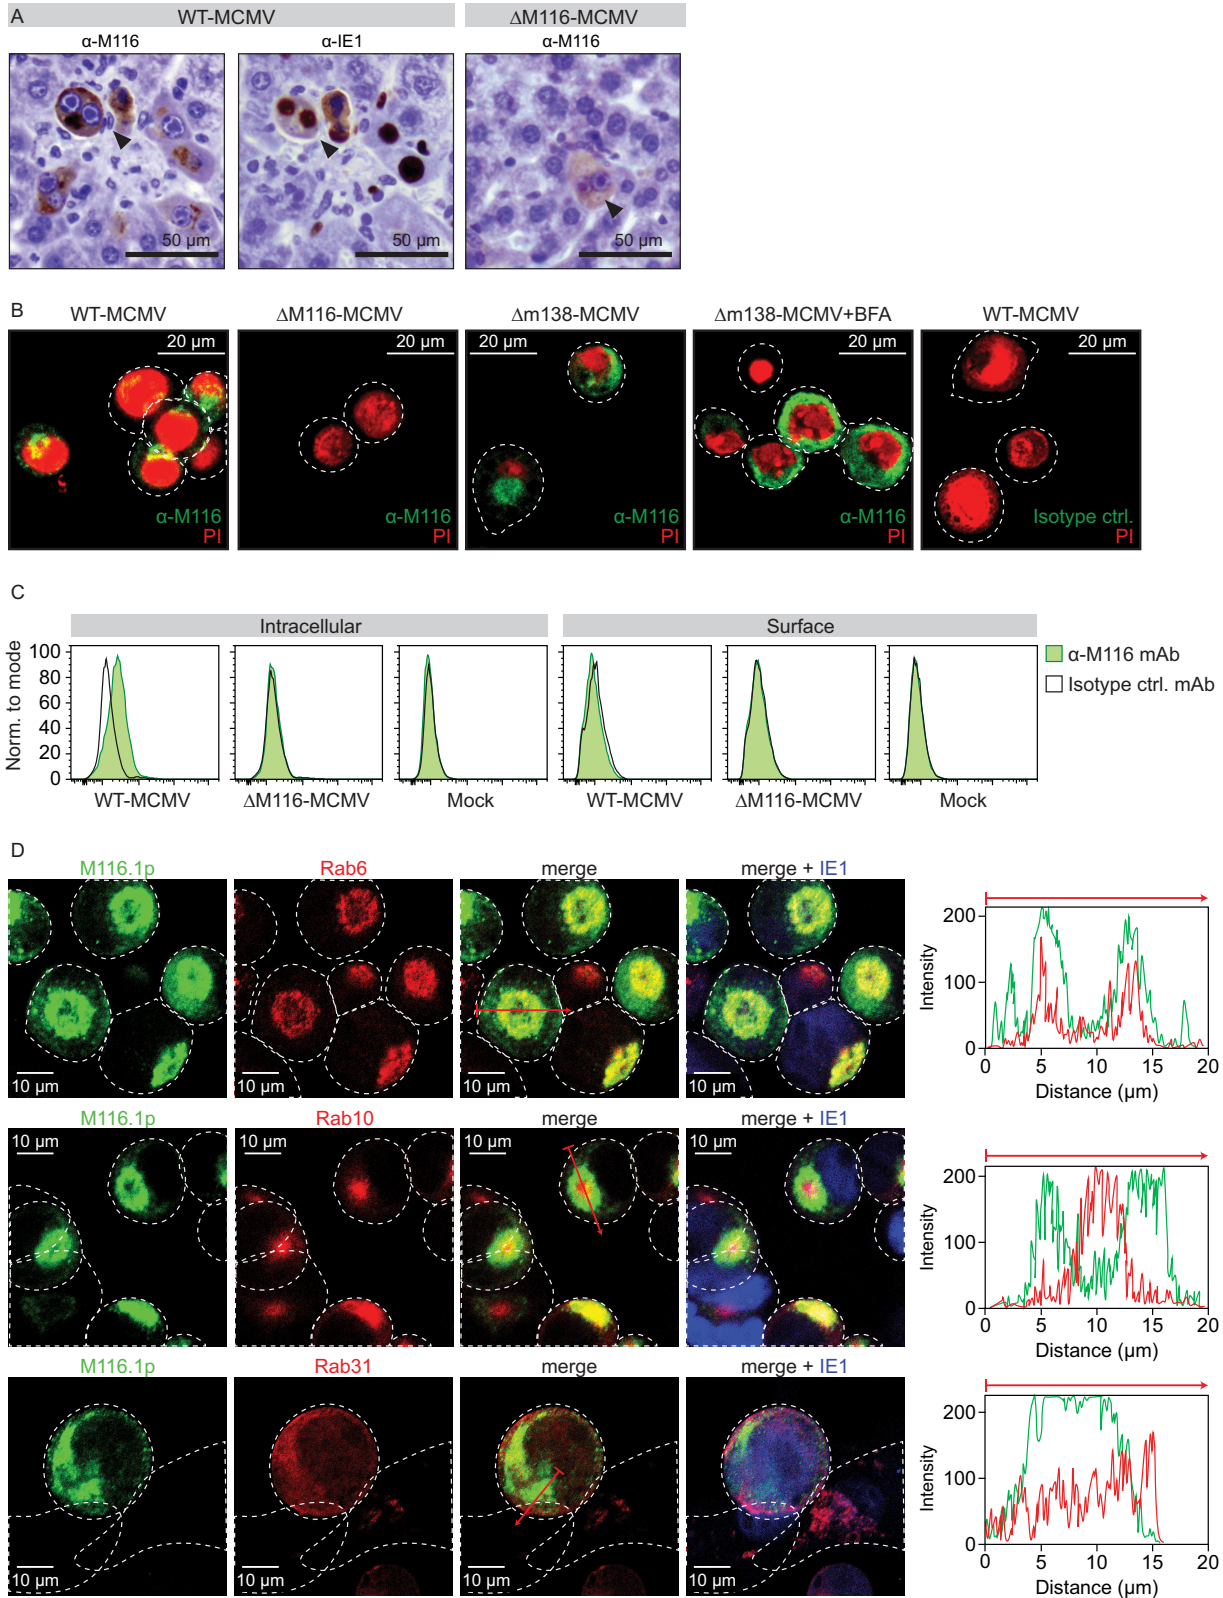 A
WT-MCMV
ΔM116-MCMV
α-M116
α-IE1
α-M116
50 µm
50 µm
50 µm
B
WT-MCMV
ΔM116-MCMV
Δm138-MCMV
Δm138-MCMV+BFA
WT-MCMV
20 µm
20 µm
20 µm
20 µm
20 µm
α-M116
PI
α-M116
PI
α-M116
PI
α-M116
PI
Isotype ctrl.
PI
C
Intracellular
Surface
Norm. to mode
100
80
60
40
20
0
WT-MCMV
ΔM116-MCMV
Mock
WT-MCMV
ΔM116-MCMV
Mock
α-M116 mAb
Isotype ctrl. mAb
D
M116.1p
Rab6
merge
merge + IE1
10 µm
10 µm
10 µm
10 µm
Intensity
200
100
0
0 5 10 15 20
Distance (µm)
M116.1p
Rab10
merge
merge + IE1
10 µm
10 µm
10 µm
10 µm
Intensity
200
100
0
0 5 10 15 20
Distance (µm)
M116.1p
Rab31
merge
merge + IE1
10 µm
10 µm
10 µm
10 µm
Intensity
200
100
0
0 5 10 15 20
Distance (µm)